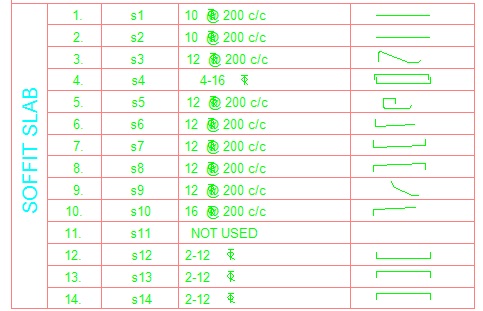 SOFFIT SLAB
1. s1 10 @ 200 c/c
2. s2 10 @ 200 c/c
3. s3 12 @ 200 c/c
4. s4 4-16
5. s5 12 @ 200 c/c
6. s6 12 @ 200 c/c
7. s7 12 @ 200 c/c
8. s8 12 @ 200 c/c
9. s9 12 @ 200 c/c
10. s10 16 @ 200 c/c
11. s11 NOT USED
12. s12 2-12
13. s13 2-12
14. s14 2-12